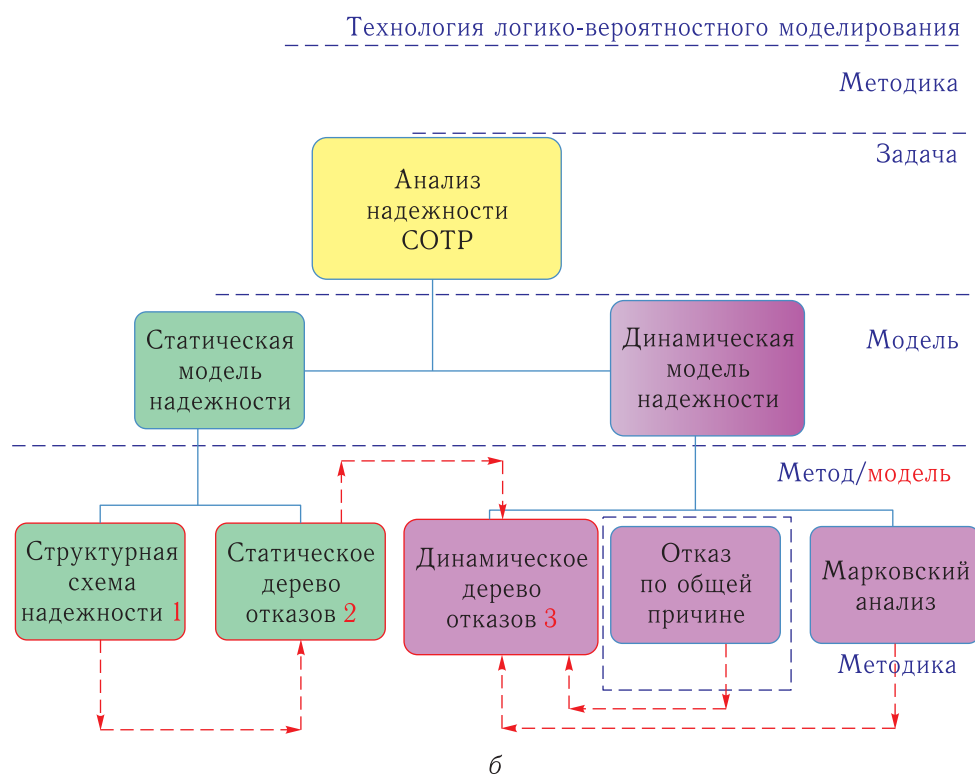 Технология логико-вероятностного моделирования
Методика
Задача
Анализ
надежности
СОТР
Модель
Статическая
модель
надежности
Динамическая
модель
надежности
Метод/модель
Структурная
схема
надежности 1
Статическое
дерево
отказов 2
Динамическое
дерево
отказов 3
Отказ
по общей
причине
Марковский
анализ
Методика
б